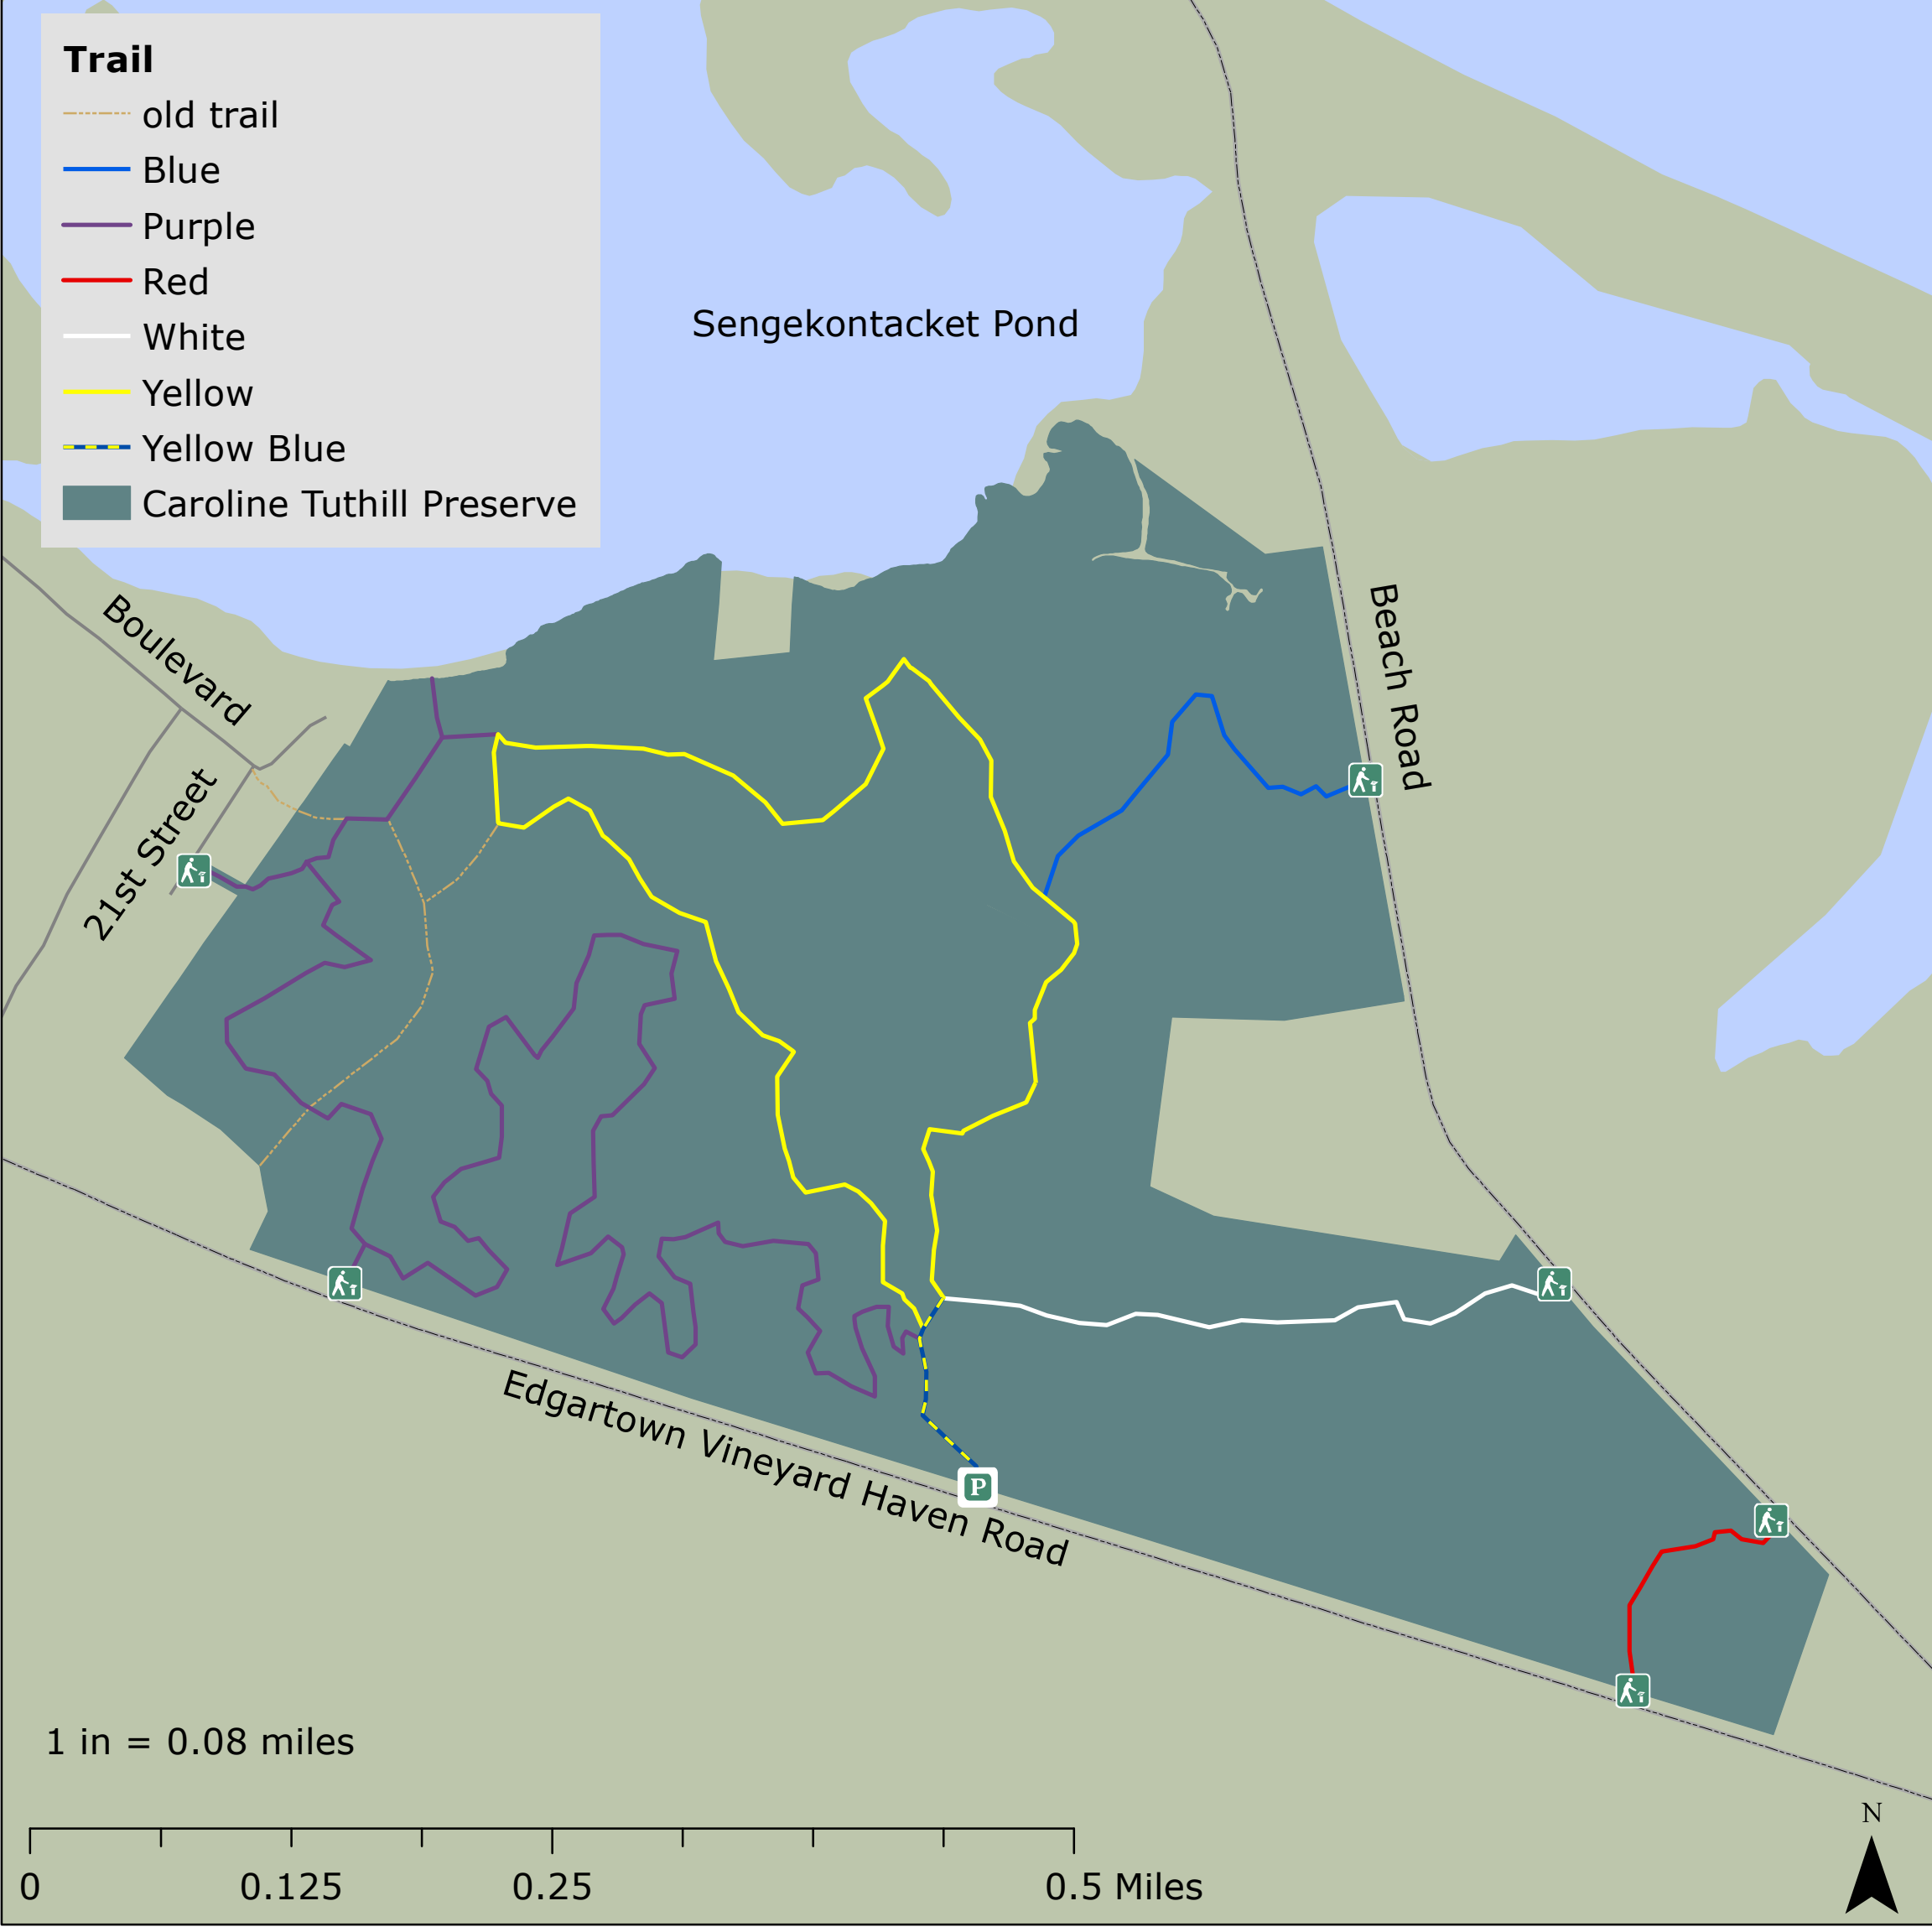 Trail
old trail
Blue
Purple
Red
White
Yellow
Yellow Blue
Caroline Tuthill Preserve
Sengekontacket Pond
Boulevard
21st Street
Beach Road
Edgartown Vineyard Haven Road
P
1 in = 0.08 miles
N
0 0.125 0.25 0.5 Miles